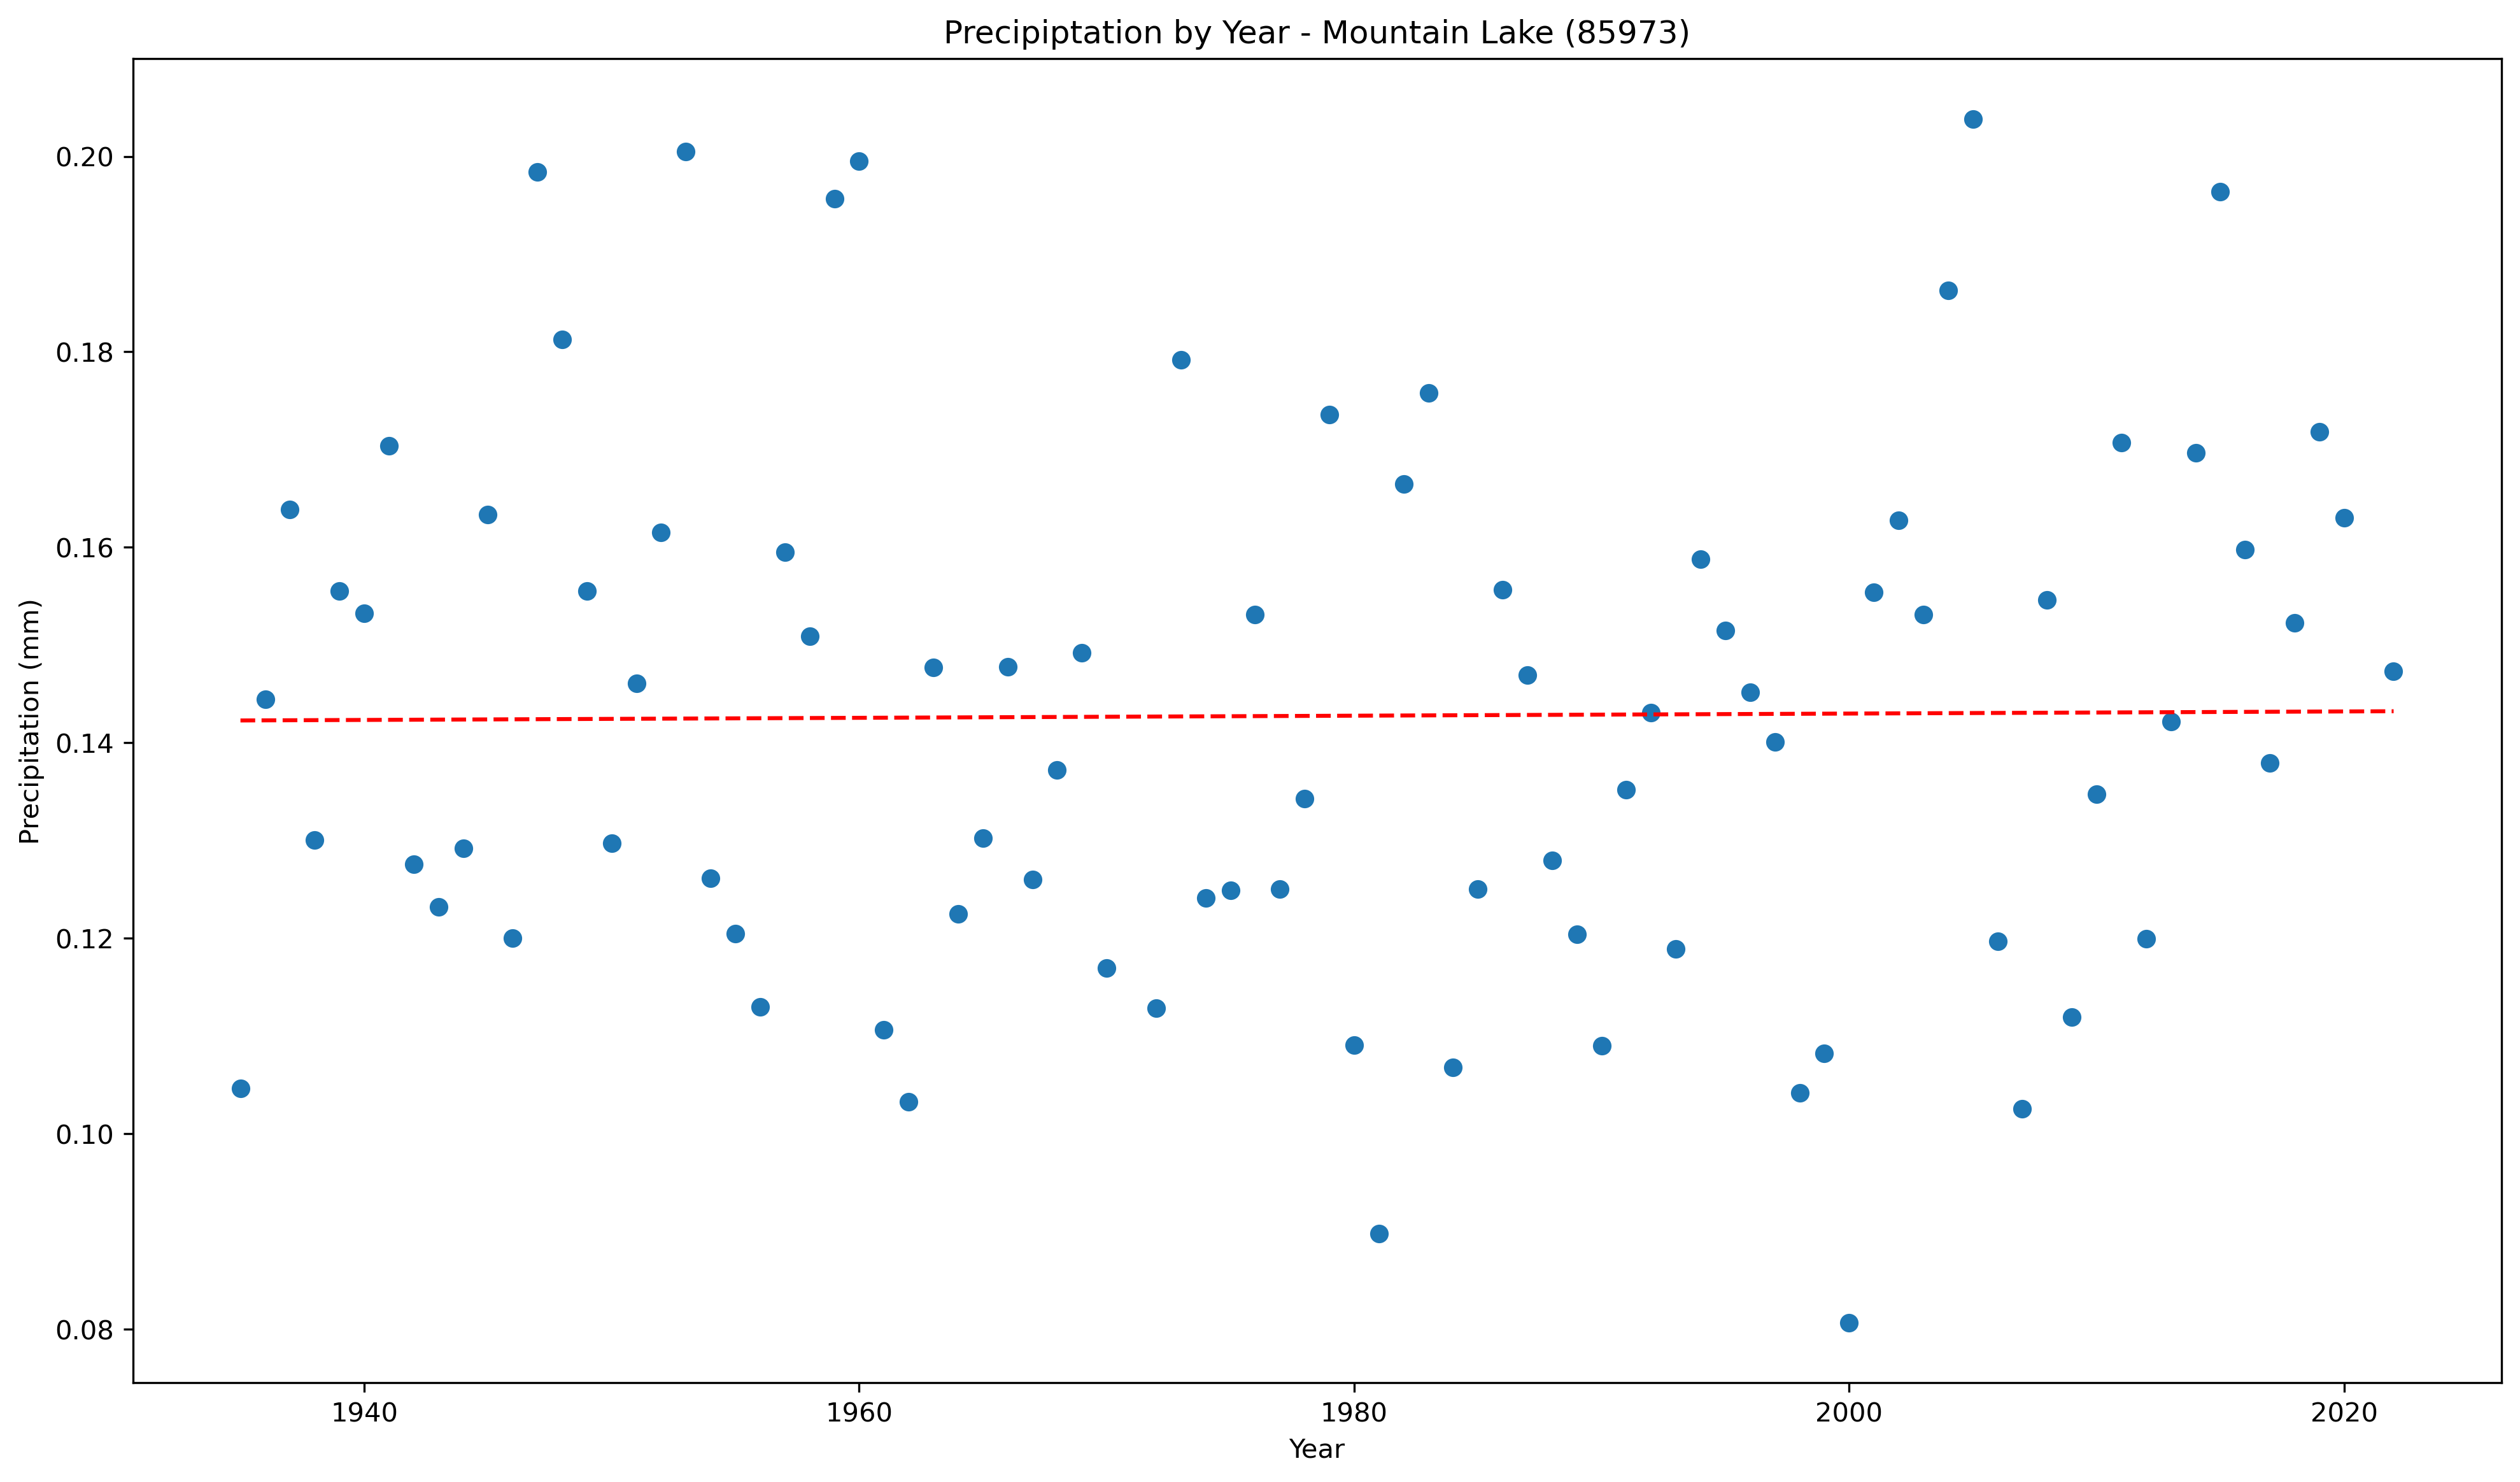 Precipiptation by Year - Mountain Lake (85973)
Precipitation (mm)
0.20
0.18
0.16
0.14
0.12
0.10
0.08
1940 1960 1980 2000 2020
Year